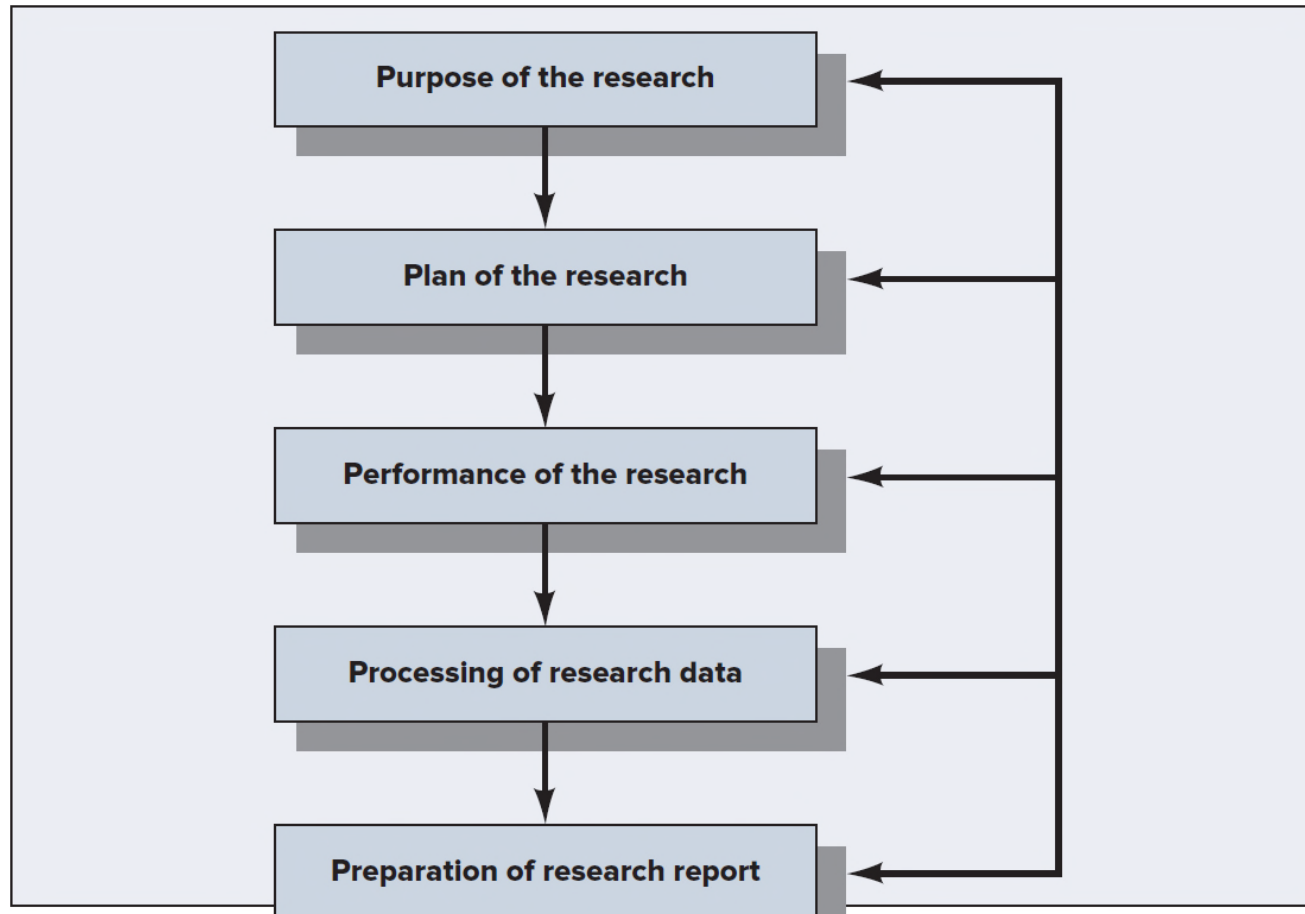 Purpose of the research
Plan of the research
Performance of the research
Processing of research data
Preparation of research report